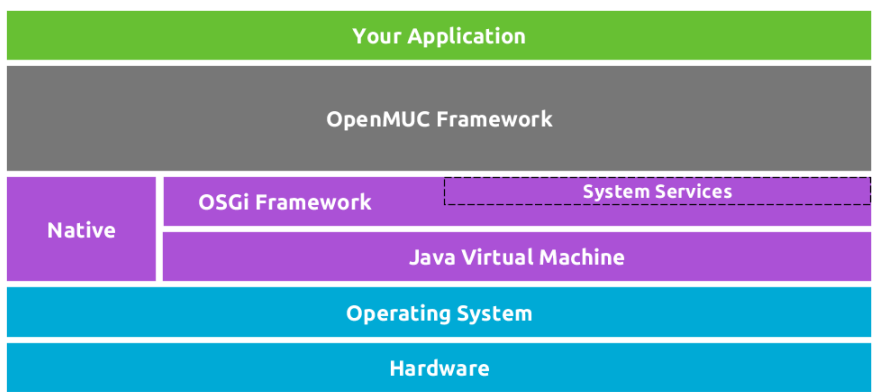 Your Application
OpenMUC Framework
System Services
OSGi Framework
Native
Java Virtual Machine
Operating System
Hardware